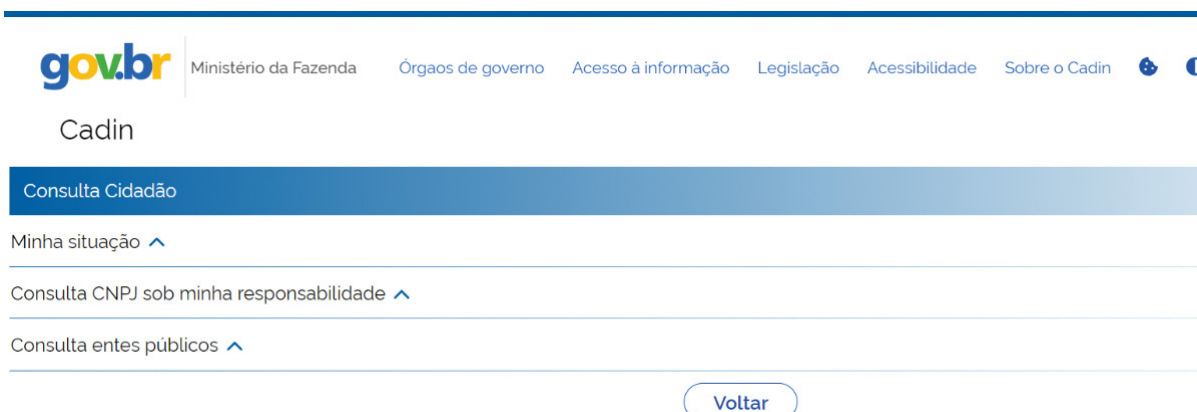 gov.br Ministério da Fazenda Órgaos de governo Acesso à informação Legislação Acessibilidade Sobre o Cadin
Cadin
Consulta Cidadão
Minha situação
Consulta CNPJ sob minha responsabilidade
Consulta entes públicos
Voltar